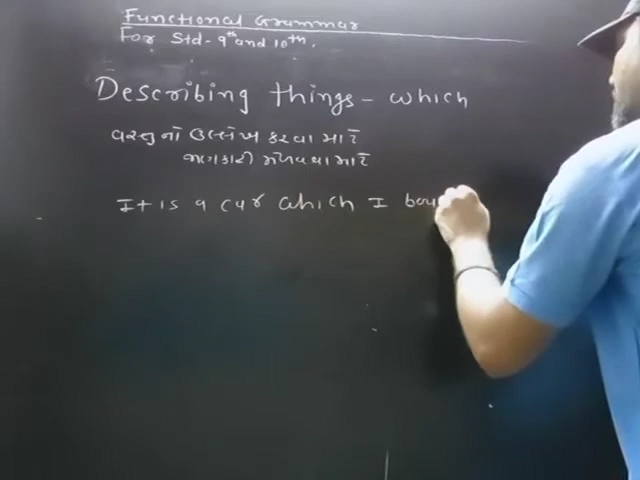 Functional Grammar
For Std - 9th and 10th.
Describing things - which
વસ્તુનો ઉલ્લેખ કરવા માટે
જાણકારી મેળવવા માટે
It is a car which I bou